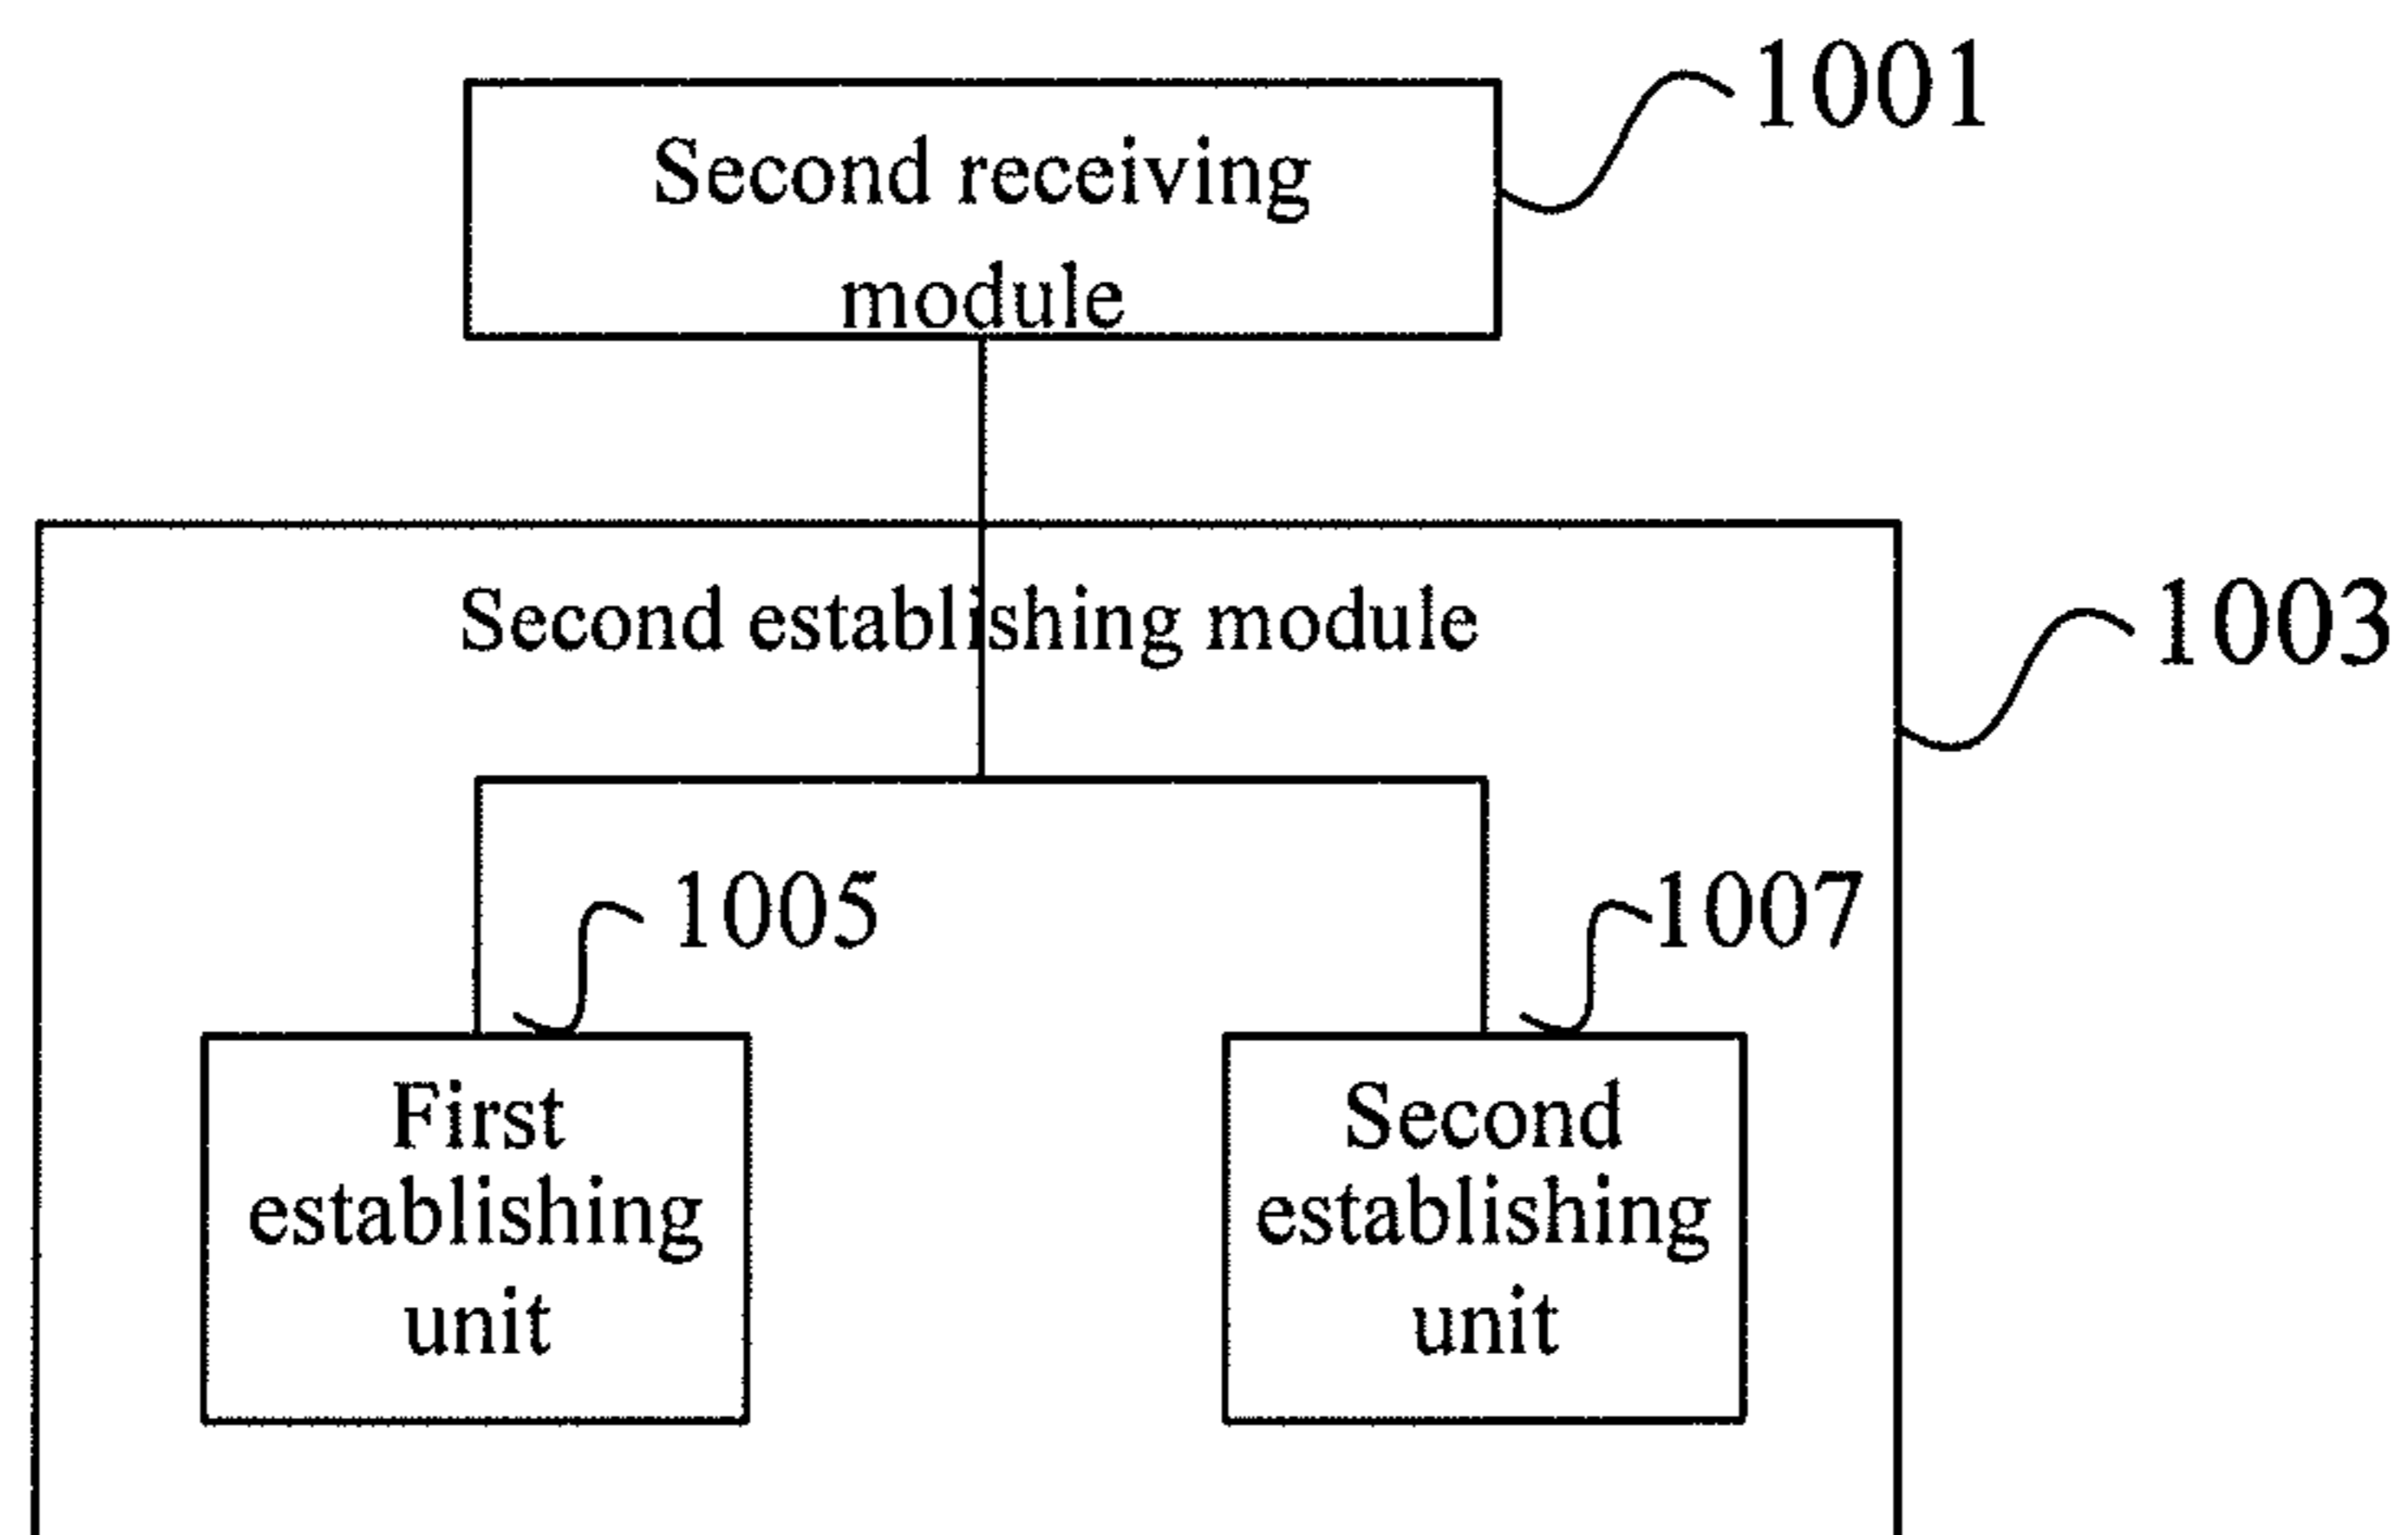 1001
Second receiving
module
Second establishing module
1003
1005
1007
First
establishing
unit
Second
establishing
unit